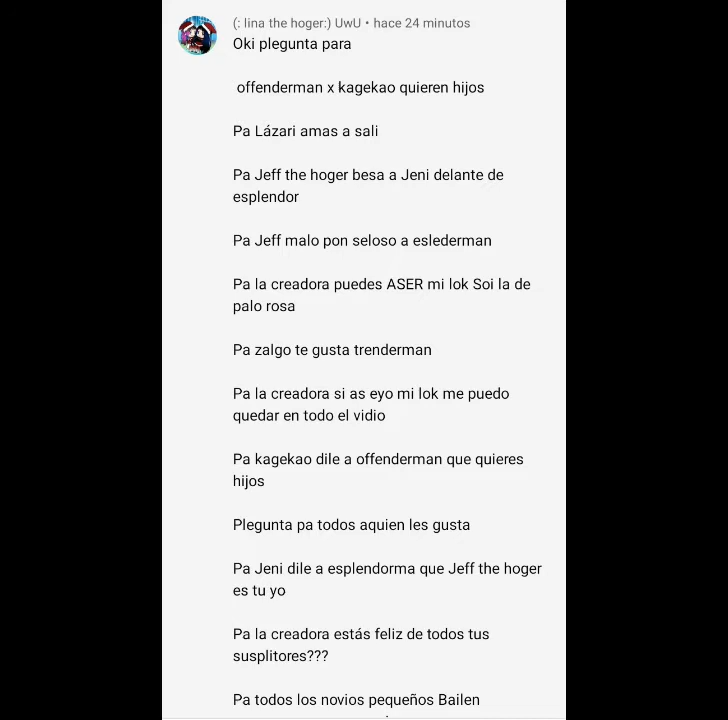 (: lina the hoger:) UwU • hace 24 minutos
Oki plegunta para
offenderman x kagekao quieren hijos
Pa Lázari amas a sali
Pa Jeff the hoger besa a Jeni delante de
esplendor
Pa Jeff malo pon seloso a eslederman
Pa la creadora puedes ASER mi lok Soi la de
palo rosa
Pa zalgo te gusta trenderman
Pa la creadora si as eyo mi lok me puedo
quedar en todo el vidio
Pa kagekao dile a offenderman que quieres
hijos
Plegunta pa todos aquien les gusta
Pa Jeni dile a esplendorma que Jeff the hoger
es tu yo
Pa la creadora estás feliz de todos tus
susplitores???
Pa todos los novios pequeños Bailen